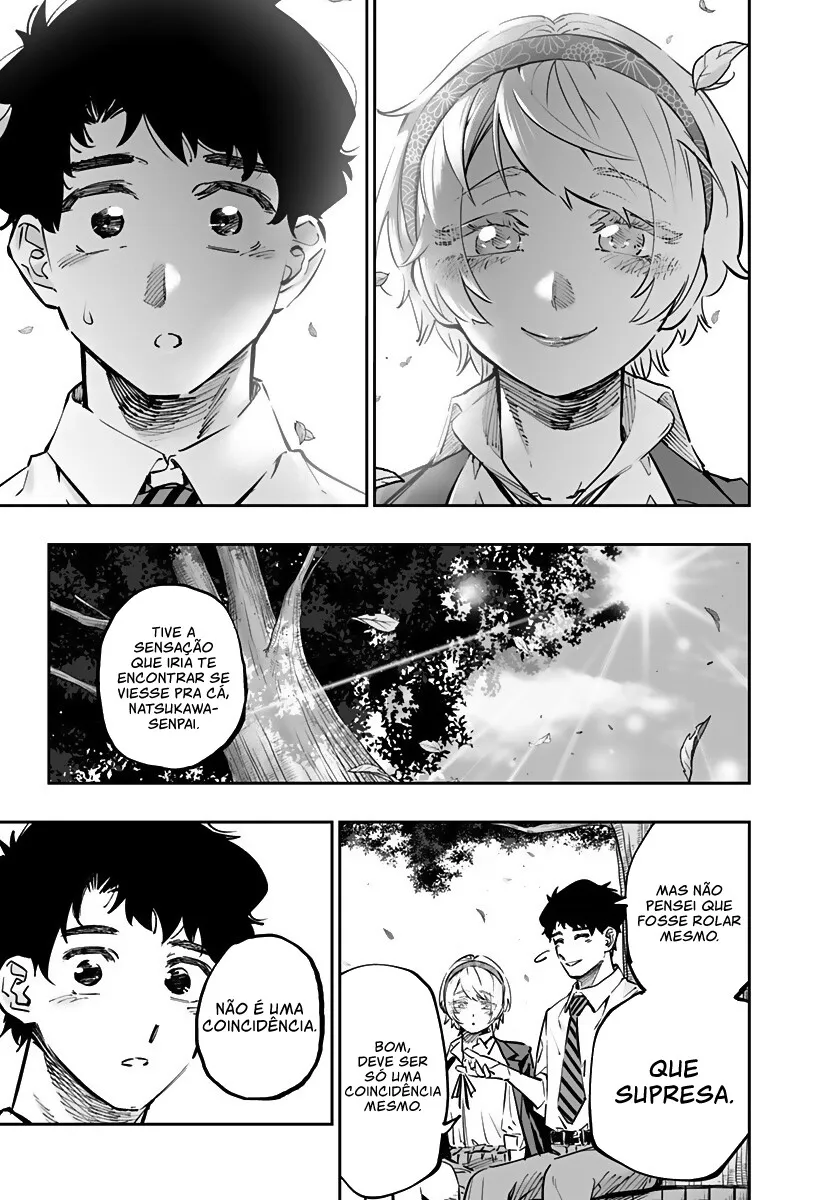 TIVE A
SENSAÇÃO
QUE IRIA TE
ENCONTRAR SE
VIESSE PRA CÁ,
NATSUKAWA-
SENPAI.
MAS NÃO
PENSEI QUE
FOSSE ROLAR
MESMO.
QUE
SUPRESA.
BOM,
DEVE SER
SÓ UMA
COINCIDÊNCIA
MESMO.
NÃO É UMA
COINCIDÊNCIA.